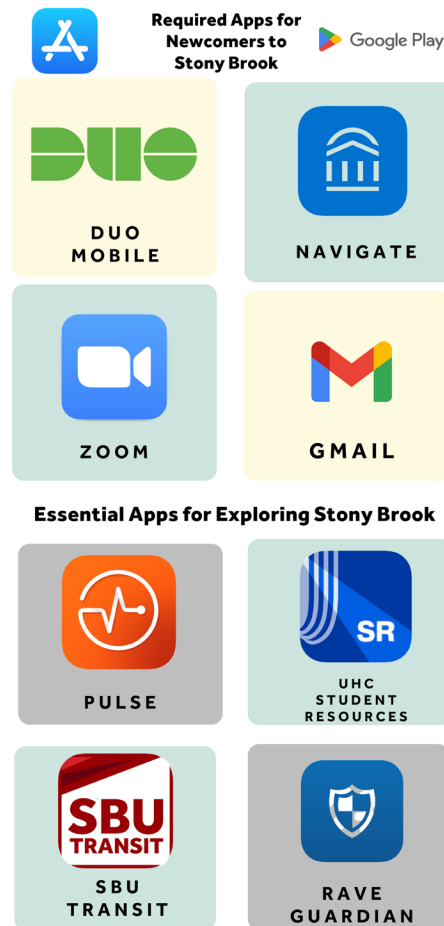 Required Apps for
Newcomers to
Stony Brook
Google Play
DUO
DUO
MOBILE
NAVIGATE
ZOOM
GMAIL
Essential Apps for Exploring Stony Brook
PULSE
SR
UHC
STUDENT
RESOURCES
SBU
TRANSIT
SBU
TRANSIT
RAVE
GUARDIAN